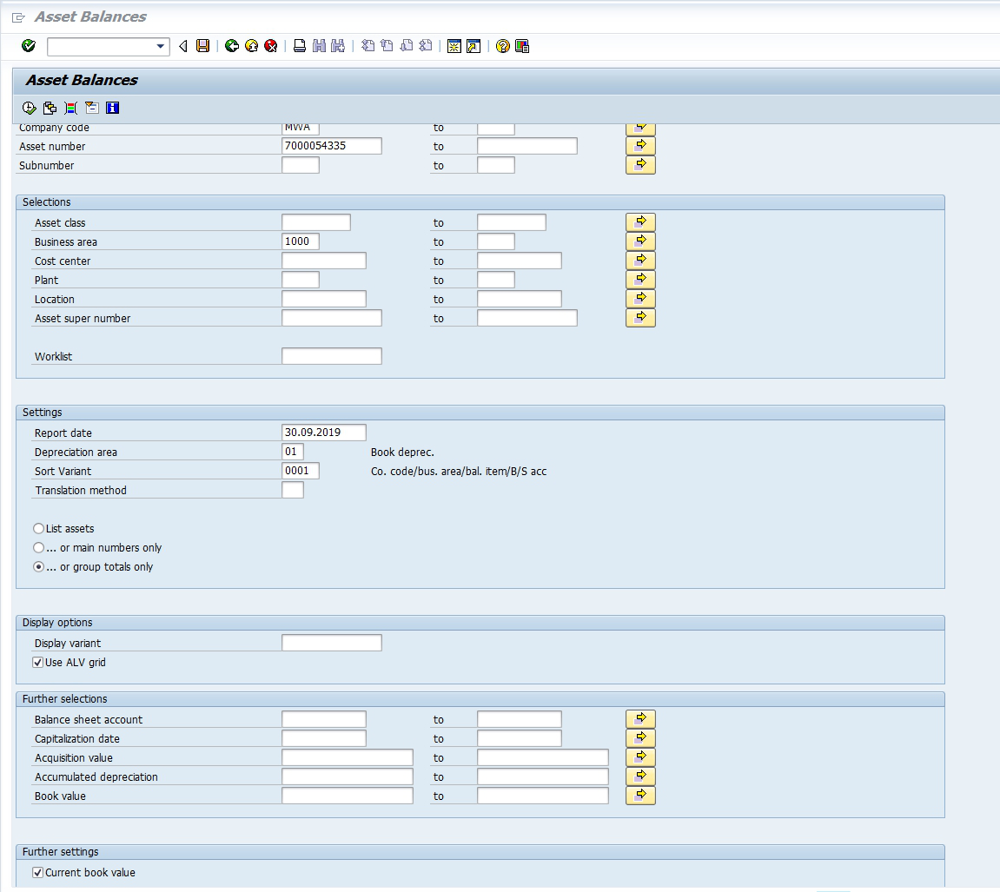 Asset Balances
Asset Balances
Company code MWA to
Asset number 7000054335 to
Subnumber to
Selections
Asset class to
Business area 1000 to
Cost center to
Plant to
Location to
Asset super number to
Worklist
Settings
Report date 30.09.2019
Depreciation area 01 Book deprec.
Sort Variant 0001 Co. code/bus. area/bal. item/B/S acc
Translation method
List assets
... or main numbers only
... or group totals only
Display options
Display variant
Use ALV grid
Further selections
Balance sheet account to
Capitalization date to
Acquisition value to
Accumulated depreciation to
Book value to
Further settings
Current book value